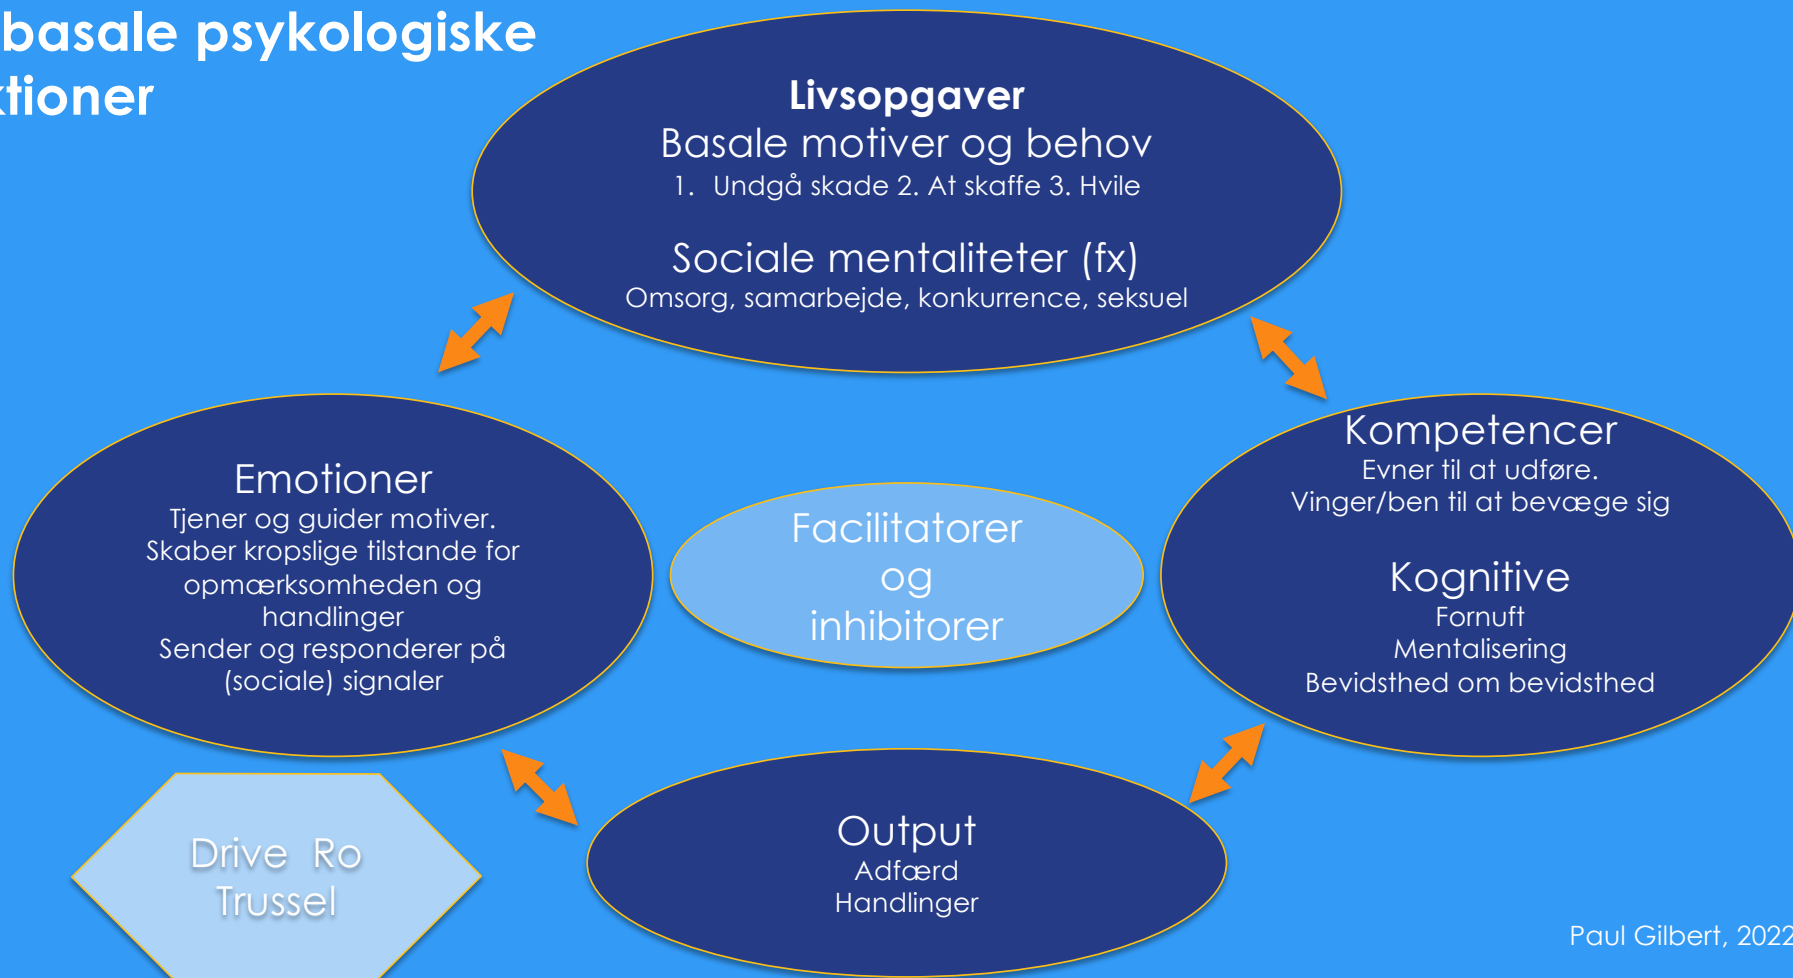 basale psykologiske
ktioner
Livsopgaver
Basale motiver og behov
1. Undgå skade 2. At skaffe 3. Hvile
Sociale mentaliteter (fx)
Omsorg, samarbejde, konkurrence, seksuel
Emotioner
Tjener og guider motiver.
Skaber kropslige tilstande for
opmærksomheden og
handlinger
Sender og responderer på
(sociale) signaler
Facilitatorer
og
inhibitorer
Kompetencer
Evner til at udføre.
Vinger/ben til at bevæge sig
Kognitive
Fornuft
Mentalisering
Bevidsthed om bevidsthed
Drive Ro
Trussel
Output
Adfærd
Handlinger
Paul Gilbert, 2022